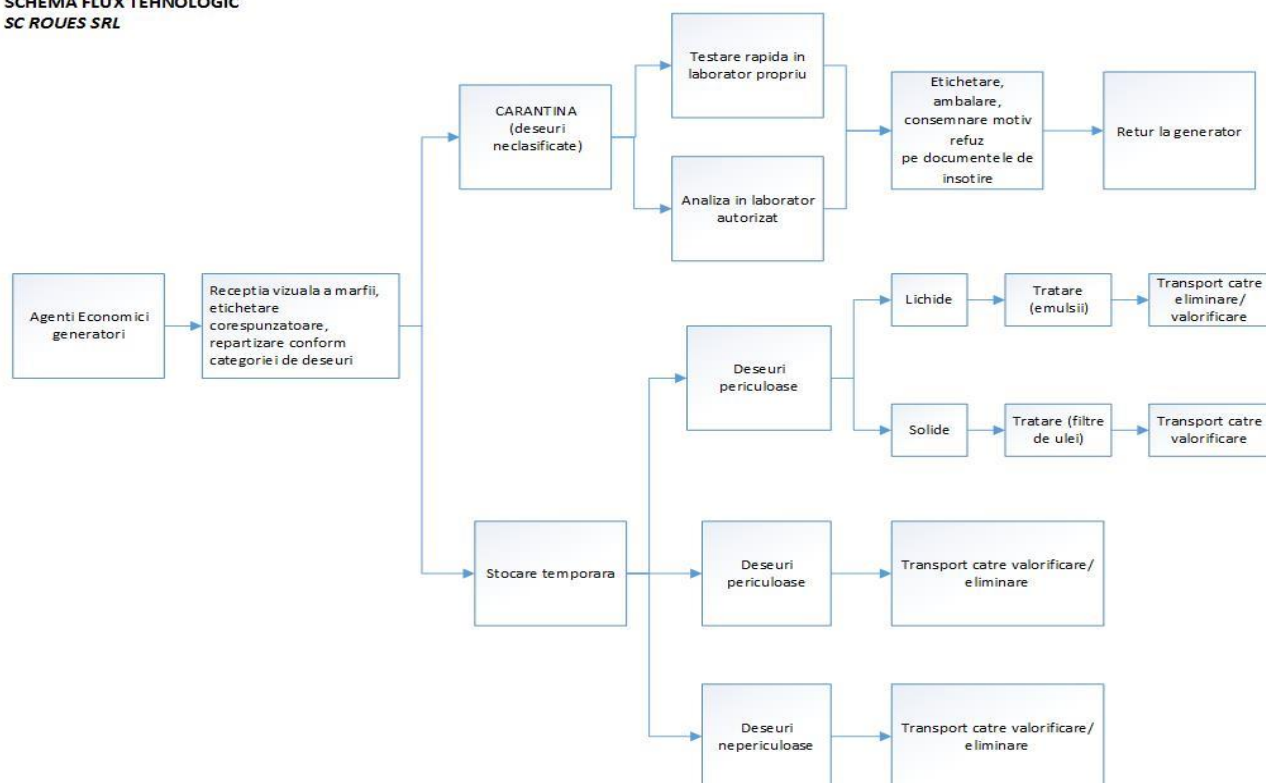 SCHEMA FLUX TEHNOLOGIC
SC ROUES SRL
Testare rapida in
laborator propriu
Etichetare,
ambalare,
consemnare motiv
refuz
pe documentele de
insotire
Retur la generator
CARANTINA
(deseuri
neclasificate)
Analiza in laborator
autorizat
Agenti Economici
generatori
Receptia vizuala a marfii,
etichetare
corespunzatoare,
repartizare conform
categoriei de deseuri
Lichide
Tratare
(emulsii)
Transport catre
eliminare/
valorificare
Deseuri
periculoase
Solide
Tratare (filtre
de ulei)
Transport catre
valorificare
Stocare temporara
Deseuri
periculoase
Transport catre valorificare/
eliminare
Deseuri
nepericuloase
Transport catre valorificare/
eliminare